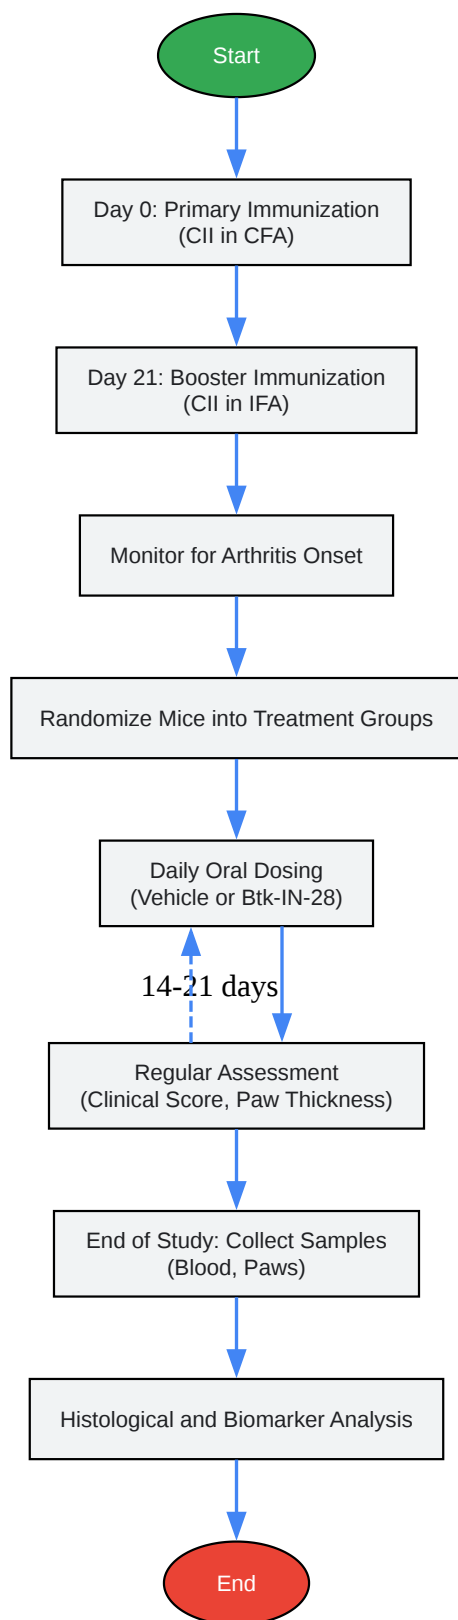 Start
Day 0: Primary Immunization
(CII in CFA)
Day 21: Booster Immunization
(CII in IFA)
Monitor for Arthritis Onset
Randomize Mice into Treatment Groups
Daily Oral Dosing
(Vehicle or Btk-IN-28)
14-21 days
Regular Assessment
(Clinical Score, Paw Thickness)
End of Study: Collect Samples
(Blood, Paws)
Histological and Biomarker Analysis
End